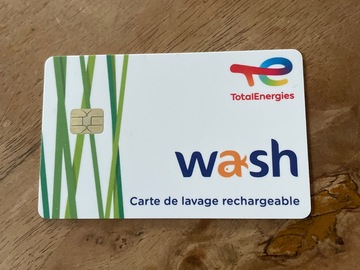 TotalEnergies
wash
Carte de lavage rechargeable